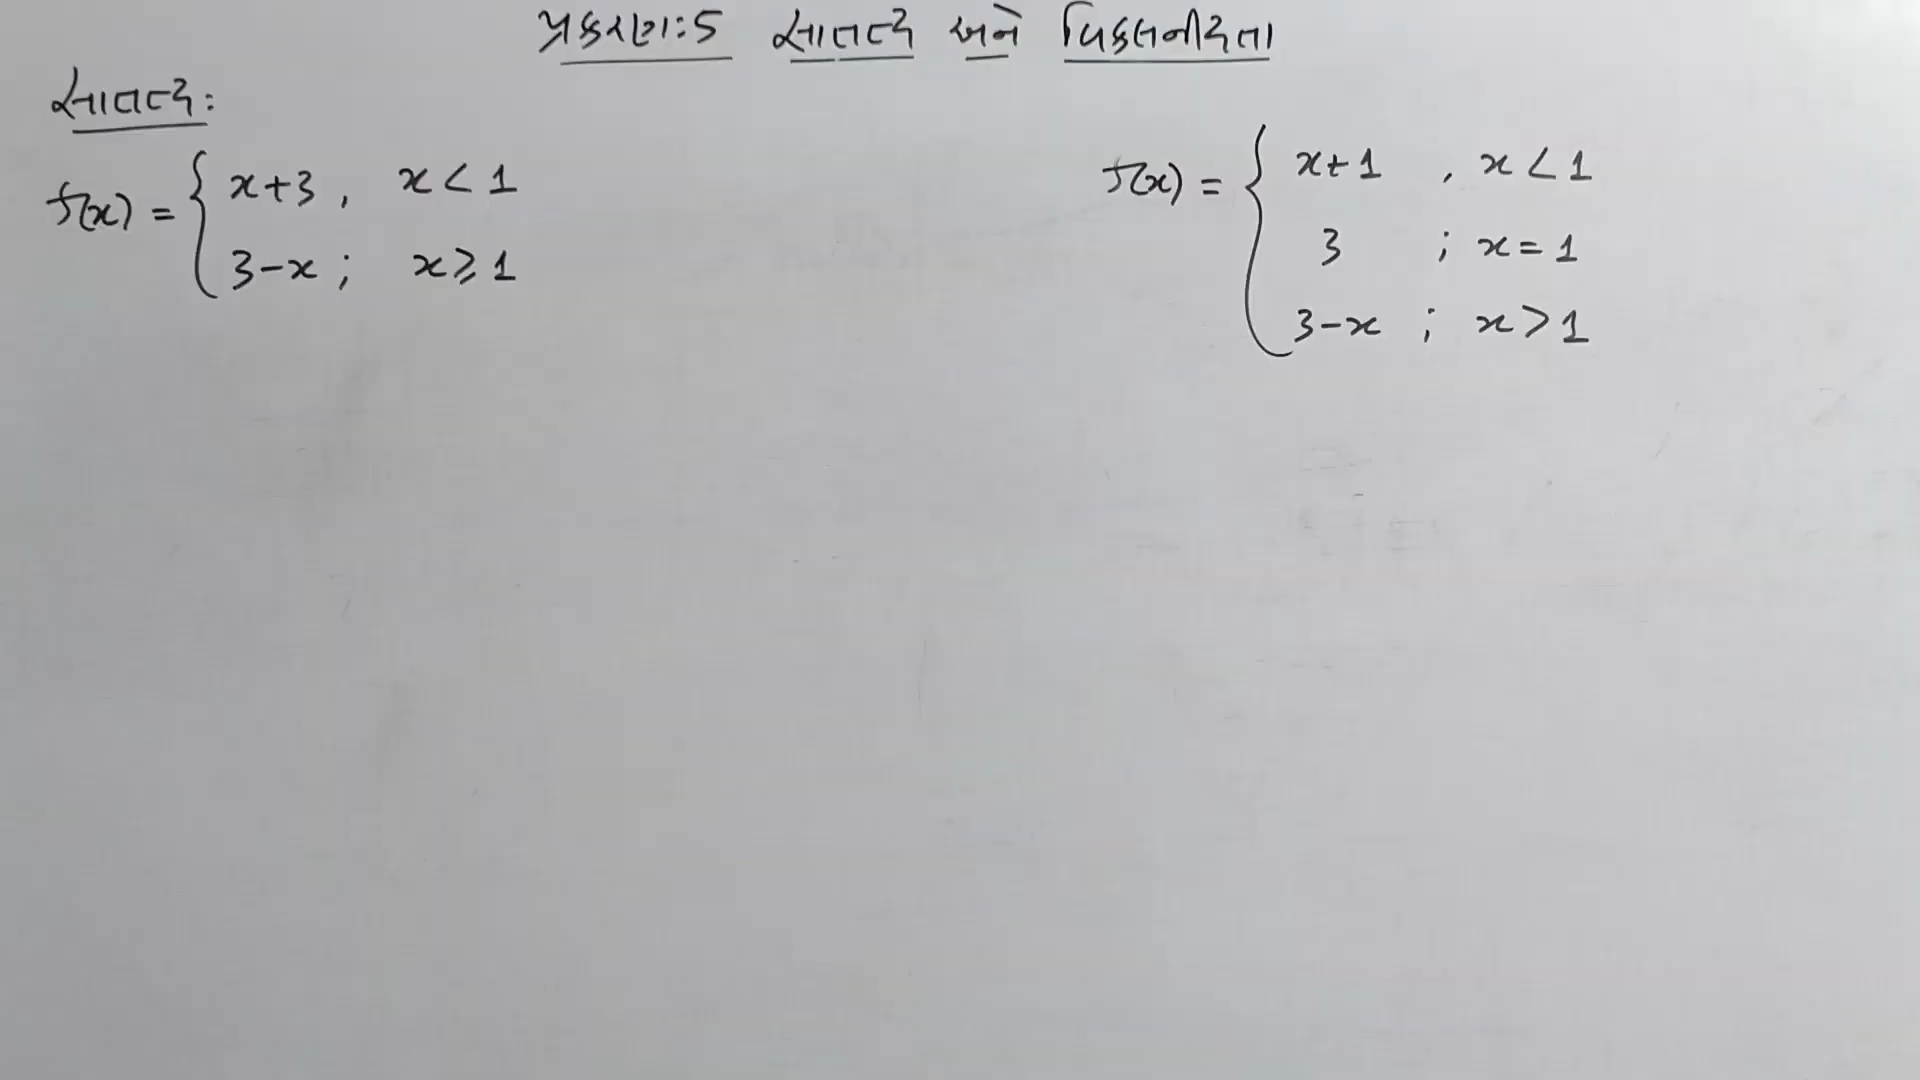 પ્રકરણ:5 સાતત્ય અને વિકલનીયતા
સાતત્ય:
f(x) = { x+3 , x < 1
3-x ; x ≥ 1
f(x) = { x+1 , x < 1
3 ; x = 1
3-x ; x > 1